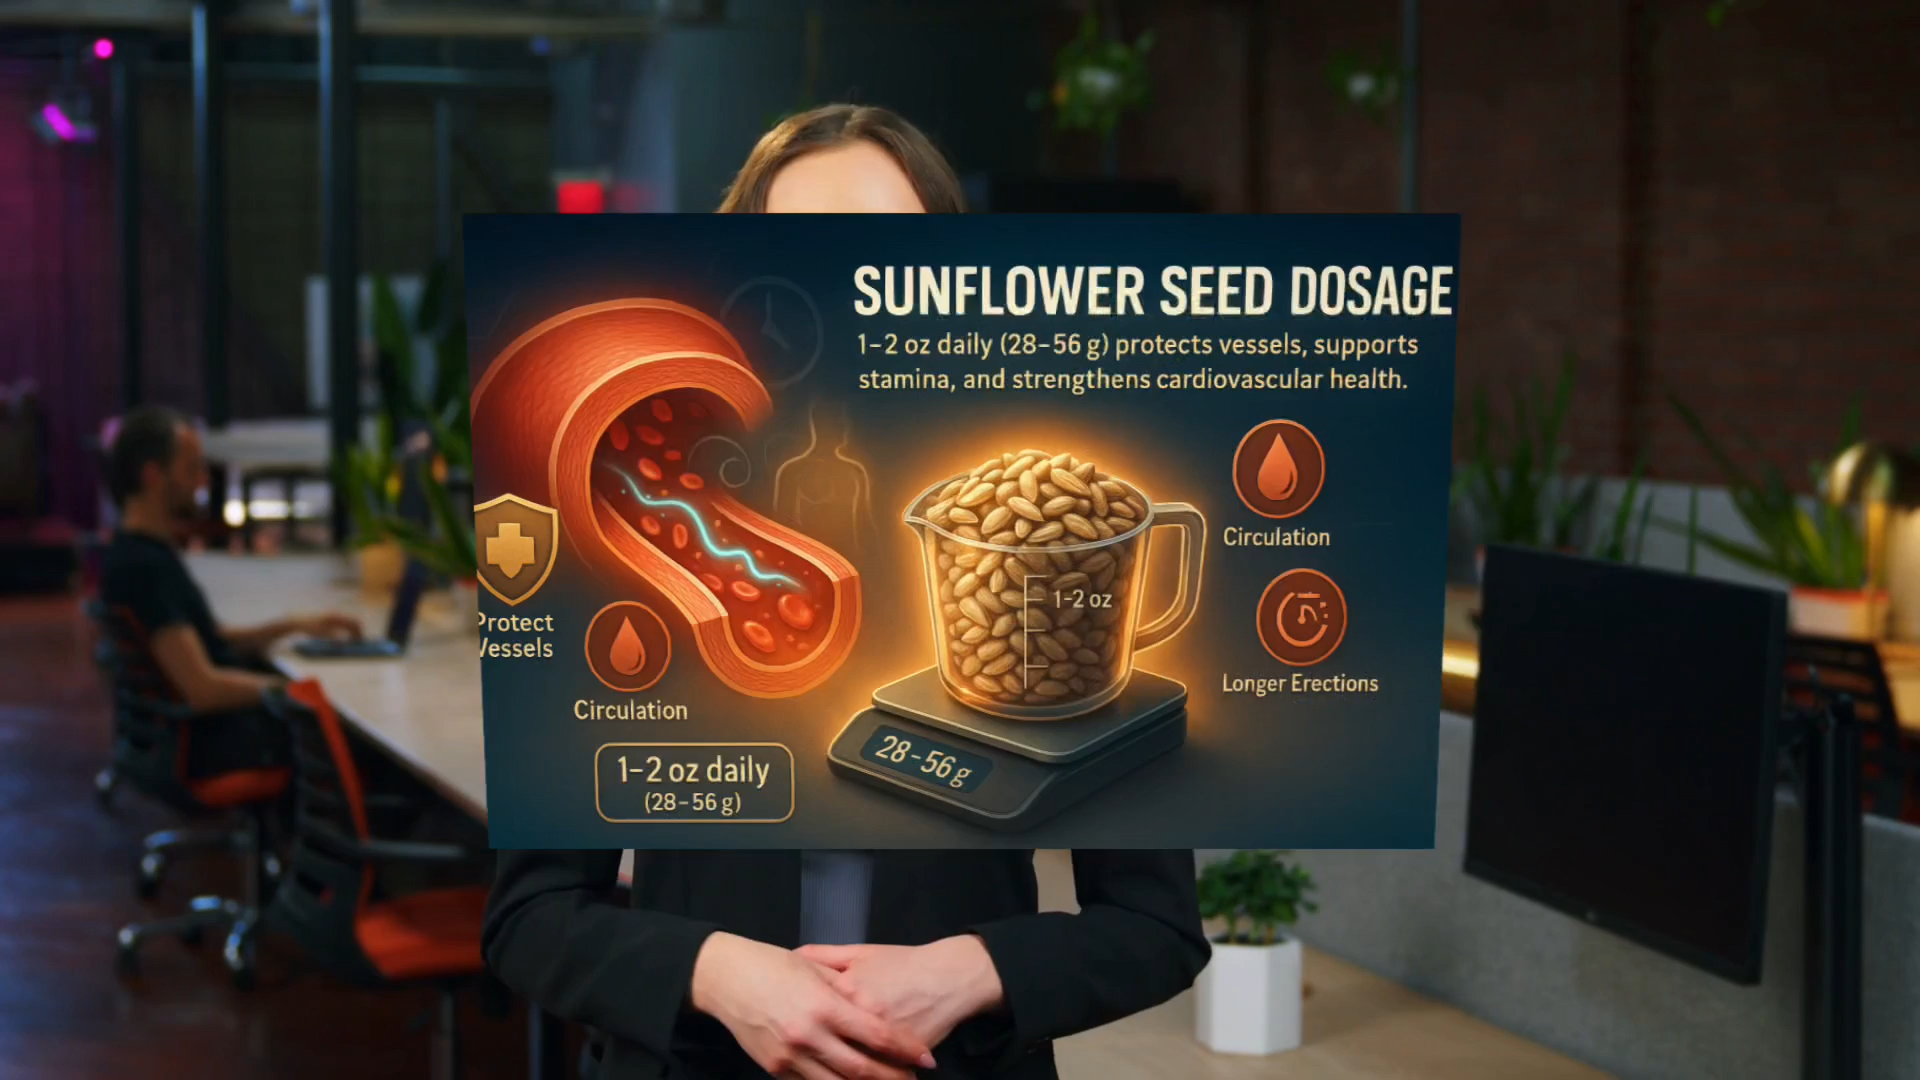 SUNFLOWER SEED DOSAGE
1–2 oz daily (28–56 g) protects vessels, supports
stamina, and strengthens cardiovascular health.
Circulation
1-2 oz
Longer Erections
Protect
Vessels
Circulation
1–2 oz daily
(28–56 g)
28–56 g